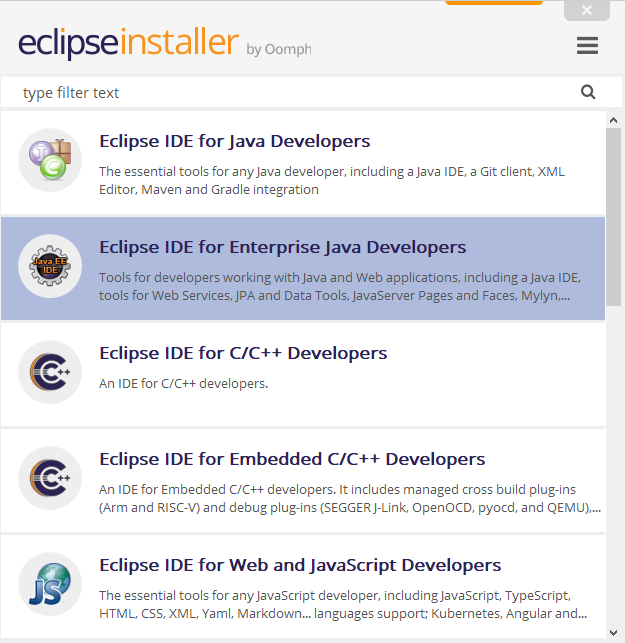 eclipseinstaller by Oomph
type filter text
Eclipse IDE for Java Developers
The essential tools for any Java developer, including a Java IDE, a Git client, XML
Editor, Maven and Gradle integration
Java EE
IDE
Eclipse IDE for Enterprise Java Developers
Tools for developers working with Java and Web applications, including a Java IDE,
tools for Web Services, JPA and Data Tools, JavaServer Pages and Faces, Mylyn,...
C++
Eclipse IDE for C/C++ Developers
An IDE for C/C++ developers.
C++
Eclipse IDE for Embedded C/C++ Developers
An IDE for Embedded C/C++ developers. It includes managed cross build plug-ins
(Arm and RISC-V) and debug plug-ins (SEGGER J-Link, OpenOCD, pyocd, and QEMU),...
JS
Eclipse IDE for Web and JavaScript Developers
The essential tools for any JavaScript developer, including JavaScript, TypeScript,
HTML, CSS, XML, Yaml, Markdown... languages support; Kubernetes, Angular and...